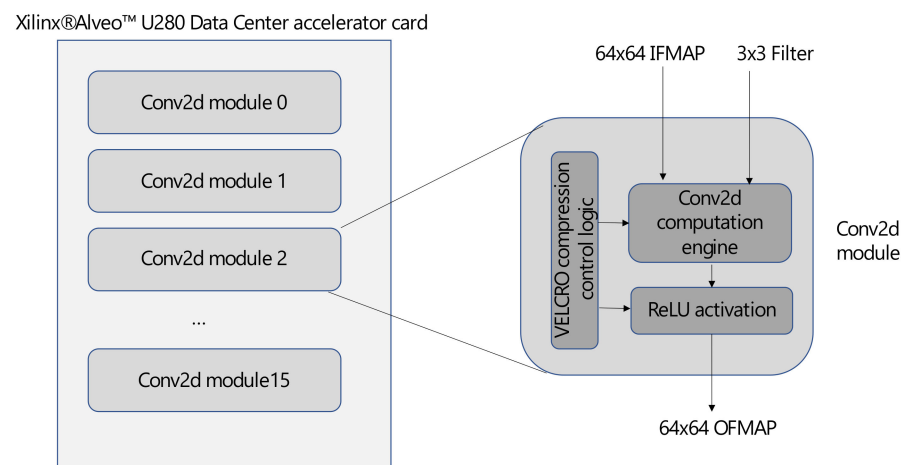 Xilinx®Alveo™ U280 Data Center accelerator card
Conv2d module 0
Conv2d module 1
Conv2d module 2
...
Conv2d module15
64x64 IFMAP
3x3 Filter
VELCRO compression
control logic
Conv2d
computation
engine
ReLU activation
Conv2d
module
64x64 OFMAP